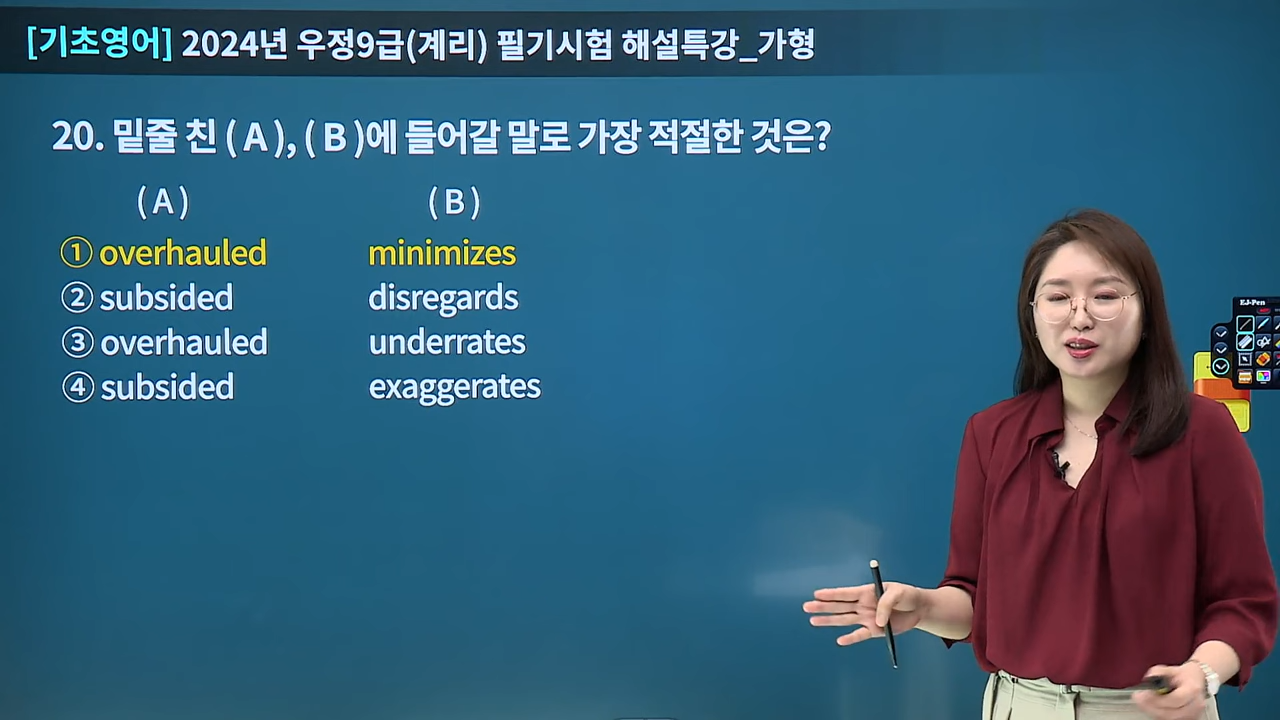 [기초영어] 2024년 우정9급(계리) 필기시험 해설특강_가형
20. 밑줄 친 ( A ), ( B )에 들어갈 말로 가장 적절한 것은?
( A ) ( B )
① overhauled minimizes
② subsided disregards
③ overhauled underrates
④ subsided exaggerates
EJ-Pen